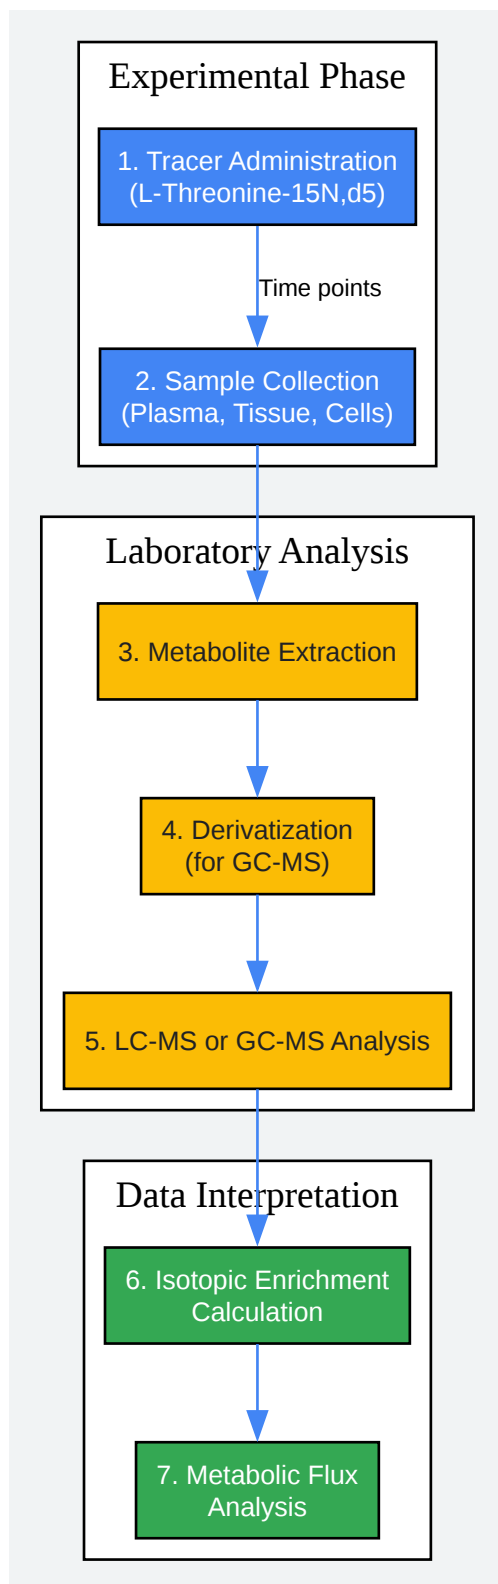 Experimental Phase
1. Tracer Administration
(L-Threonine-15N,d5)
Time points
2. Sample Collection
(Plasma, Tissue, Cells)
Laboratory Analysis
3. Metabolite Extraction
4. Derivatization
(for GC-MS)
5. LC-MS or GC-MS Analysis
Data Interpretation
6. Isotopic Enrichment
Calculation
7. Metabolic Flux
Analysis